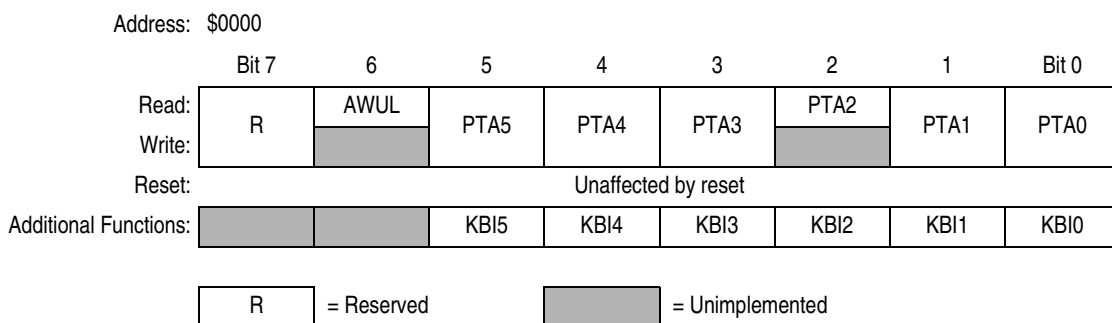 Address: $0000
Bit 7 6 5 4 3 2 1 Bit 0
Read: R AWUL PTA5 PTA4 PTA3 PTA2 PTA1 PTA0
Write:
Reset: Unaffected by reset
Additional Functions: KBI5 KBI4 KBI3 KBI2 KBI1 KBI0
R = Reserved = Unimplemented